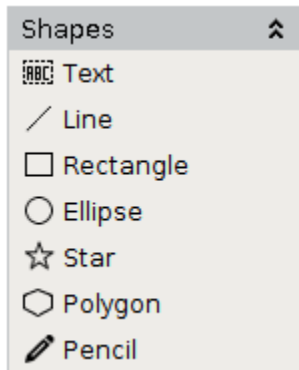 Shapes
ABC Text
Line
Rectangle
Ellipse
Star
Polygon
Pencil